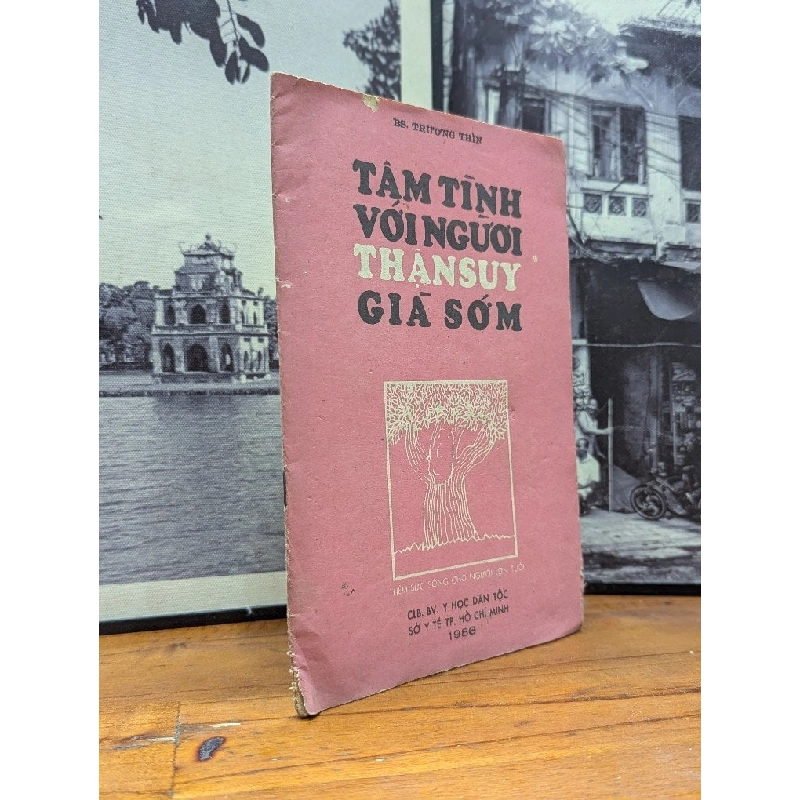 BS. TRƯƠNG THÌN
TÂM TÌNH
VỚI NGƯỜI
THẬN SUY
GIÀ SỚM
CLB. BV. Y HỌC DÂN TỘC
SỞ Y TẾ TP. HỒ CHÍ MINH
1986